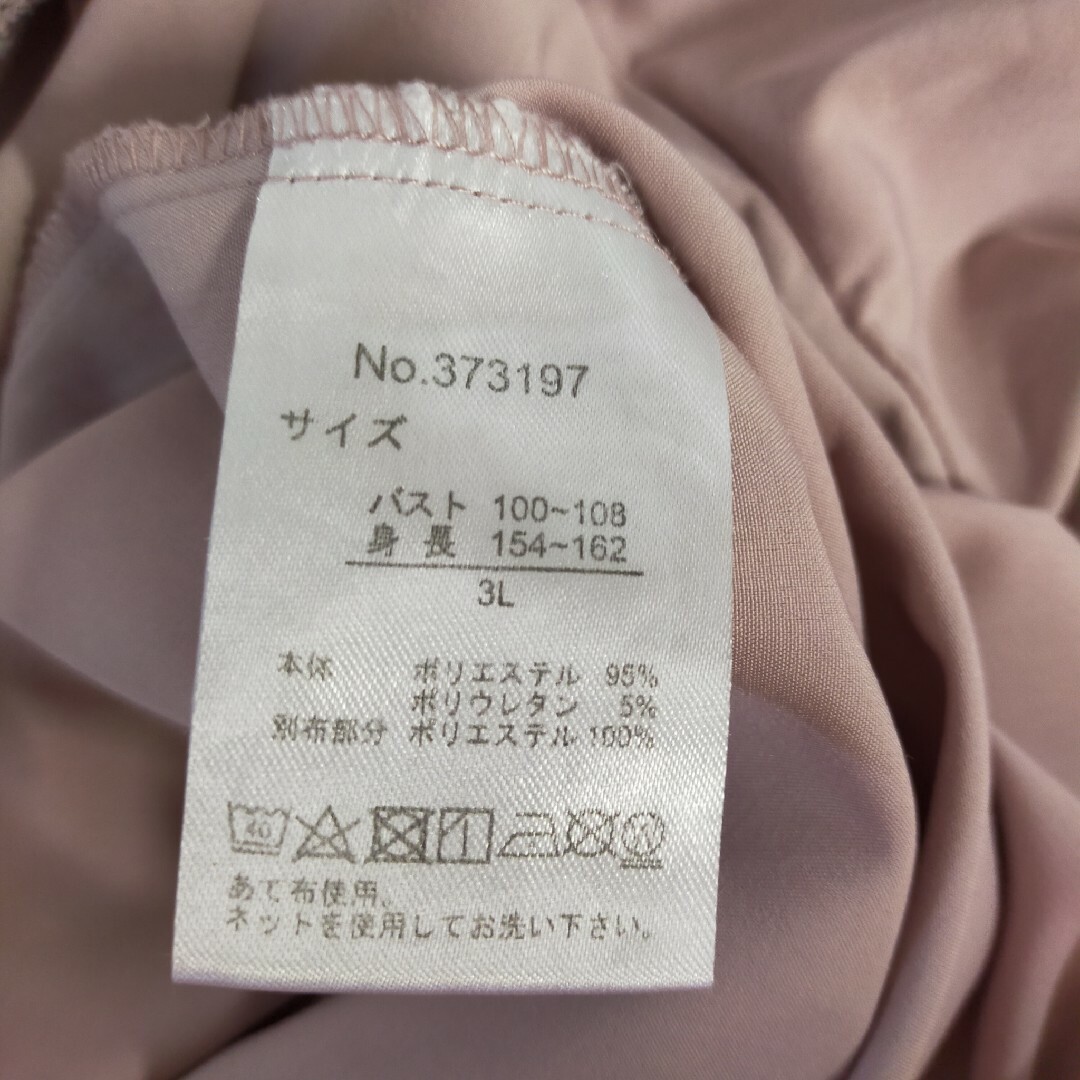 No.373197
サイズ
バスト 100~108
身長 154~162
3L
本体 ポリエステル 95%
ポリウレタン 5%
別布部分 ポリエステル 100%
40
あて布使用。
ネットを使用してお洗い下さい。